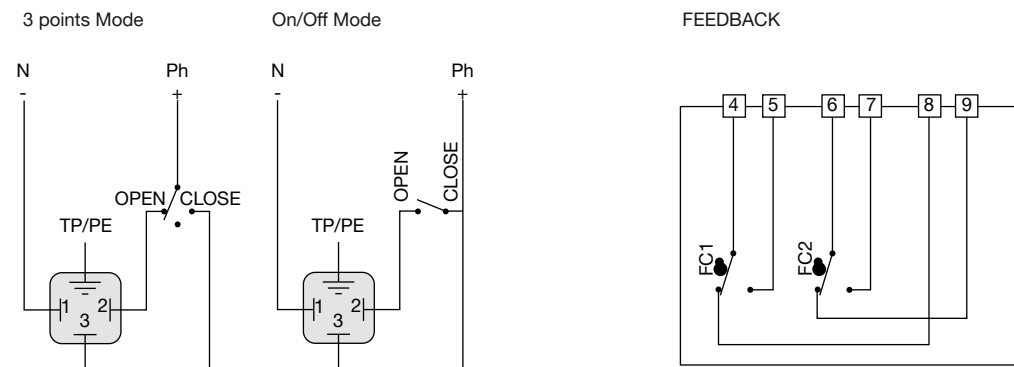 3 points Mode
On/Off Mode
FEEDBACK
N
Ph
N
Ph
-
+
-
+
4
5
6
7
8
9
OPEN
CLOSE
OPEN
CLOSE
TP/PE
TP/PE
FC1
FC2
1
2
3
1
2
3